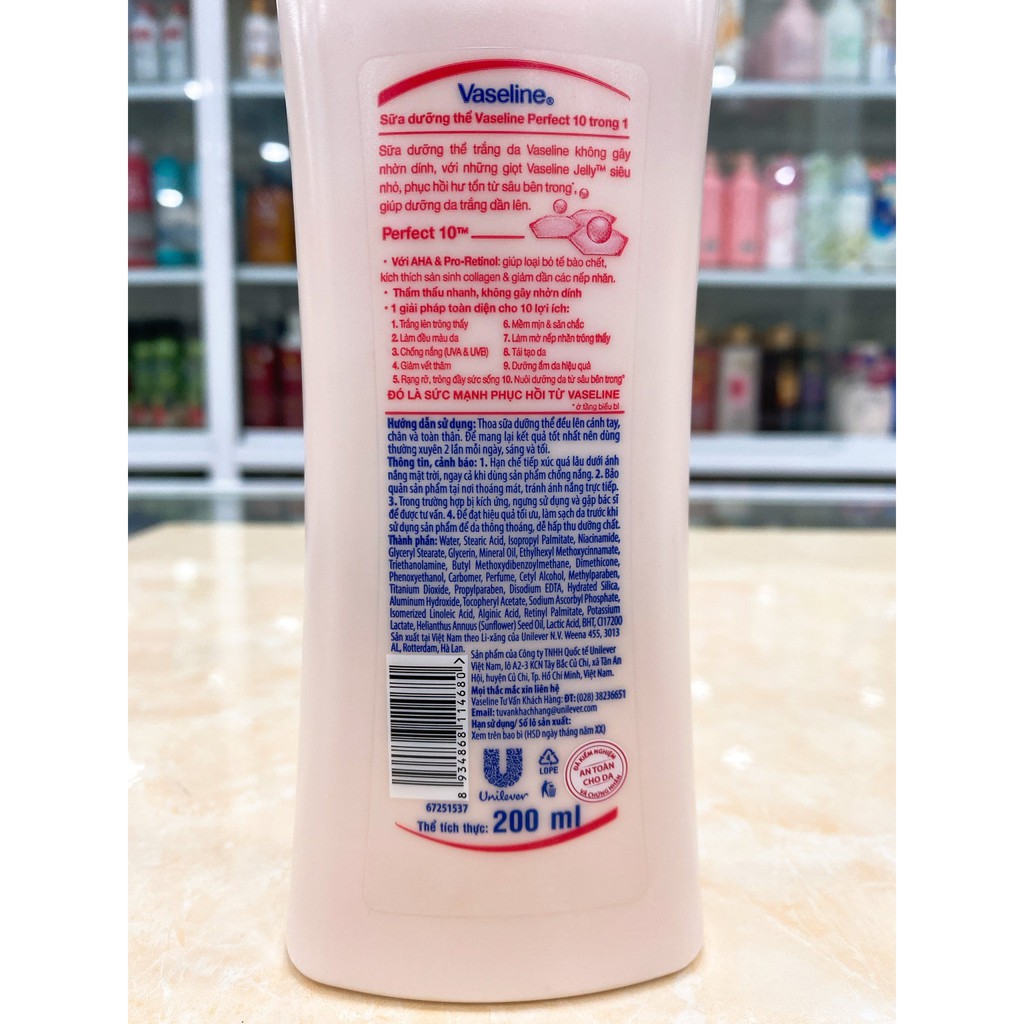 Vaseline®
Sữa dưỡng thể Vaseline Perfect 10 trong 1
Sữa dưỡng thể trắng da Vaseline không gây
nhờn dính, với những giọt Vaseline Jelly™ siêu
nhỏ, phục hồi hư tổn từ sâu bên trong*,
giúp dưỡng da trắng dần lên.
Perfect 10™
• Với AHA & Pro-Retinol: giúp loại bỏ tế bào chết,
kích thích sản sinh collagen & giảm dần các nếp nhăn.
• Thẩm thấu nhanh, không gây nhờn dính
• 1 giải pháp toàn diện cho 10 lợi ích:
1. Trắng lên trông thấy 6. Mềm mịn & săn chắc
2. Làm đều màu da 7. Làm mờ nếp nhăn trông thấy
3. Chống nắng (UVA & UVB) 8. Tái tạo da
4. Giảm vết thâm 9. Dưỡng ẩm da hiệu quả
5. Rạng rỡ, trông đầy sức sống 10. Nuôi dưỡng da từ sâu bên trong*
ĐÓ LÀ SỨC MẠNH PHỤC HỒI TỪ VASELINE
*ở tầng biểu bì
Hướng dẫn sử dụng: Thoa sữa dưỡng thể đều lên cánh tay,
chân và toàn thân. Để mang lại kết quả tốt nhất nên dùng
thường xuyên 2 lần mỗi ngày, sáng và tối.
Thông tin, cảnh báo: 1. Hạn chế tiếp xúc quá lâu dưới ánh
nắng mặt trời, ngay cả khi dùng sản phẩm chống nắng. 2. Bảo
quản sản phẩm tại nơi thoáng mát, tránh ánh nắng trực tiếp.
3. Trong trường hợp bị kích ứng, ngưng sử dụng và gặp bác sĩ
để được tư vấn. 4. Để đạt hiệu quả tối ưu, làm sạch da trước khi
sử dụng sản phẩm để da thông thoáng, dễ hấp thu dưỡng chất.
Thành phần: Water, Stearic Acid, Isopropyl Palmitate, Niacinamide,
Glyceryl Stearate, Glycerin, Mineral Oil, Ethylhexyl Methoxycinnamate,
Triethanolamine, Butyl Methoxydibenzoylmethane, Dimethicone,
Phenoxyethanol, Carbomer, Perfume, Cetyl Alcohol, Methylparaben,
Titanium Dioxide, Propylparaben, Disodium EDTA, Hydrated Silica,
Aluminum Hydroxide, Tocopheryl Acetate, Sodium Ascorbyl Phosphate,
Isomerized Linoleic Acid, Alginic Acid, Retinyl Palmitate, Potassium
Lactate, Helianthus Annuus (Sunflower) Seed Oil, Lactic Acid, BHT, CI17200
Sản xuất tại Việt Nam theo Li-xăng của Unilever N.V. Weena 455, 3013
AL, Rotterdam, Hà Lan.
Sản phẩm của Công ty TNHH Quốc tế Unilever
Việt Nam, lô A2-3 KCN Tây Bắc Củ Chi, xã Tân An
Hội, huyện Củ Chi, Tp. Hồ Chí Minh, Việt Nam.
Mọi thắc mắc xin liên hệ
Vaseline Tư Vấn Khách Hàng: ĐT: (028) 38236651
Email: tuvankhachhang@unilever.com
Hạn sử dụng/ Số lô sản xuất:
Xem trên bao bì (HSD ngày tháng năm XX)
8 934868 114680 >
67251537
Unilever
LDPE
ĐÃ KIỂM NGHIỆM
AN TOÀN
CHO DA
VÀ CHỨNG NHẬN
Thể tích thực: 200 ml